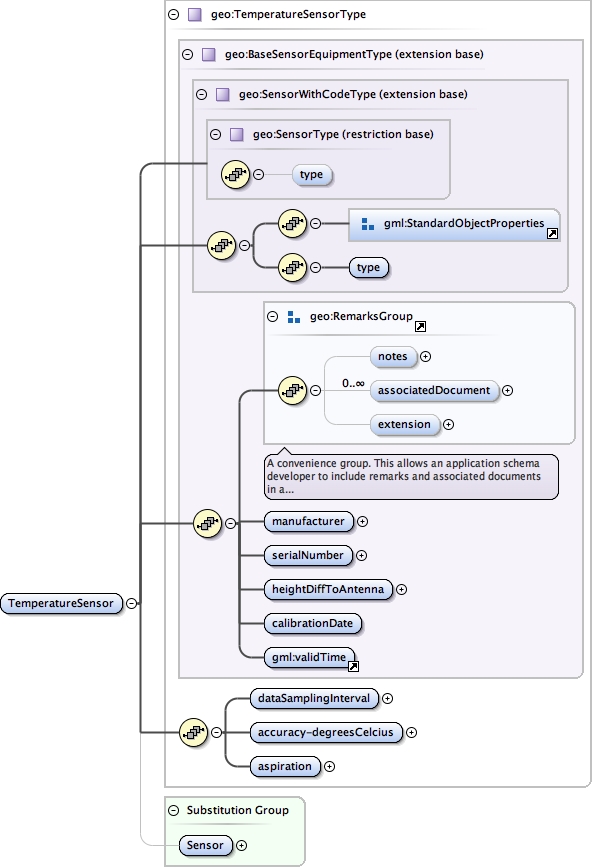 geo:TemperatureSensorType
geo:BaseSensorEquipmentType (extension base)
geo:SensorWithCodeType (extension base)
geo:SensorType (restriction base)
type
gml:StandardObjectProperties
type
geo:RemarksGroup
notes
0..∞
associatedDocument
extension
A convenience group. This allows an application schema
developer to include remarks and associated documents
in a...
manufacturer
serialNumber
heightDiffToAntenna
calibrationDate
gml:validTime
TemperatureSensor
dataSamplingInterval
accuracy-degreesCelcius
aspiration
Substitution Group
Sensor